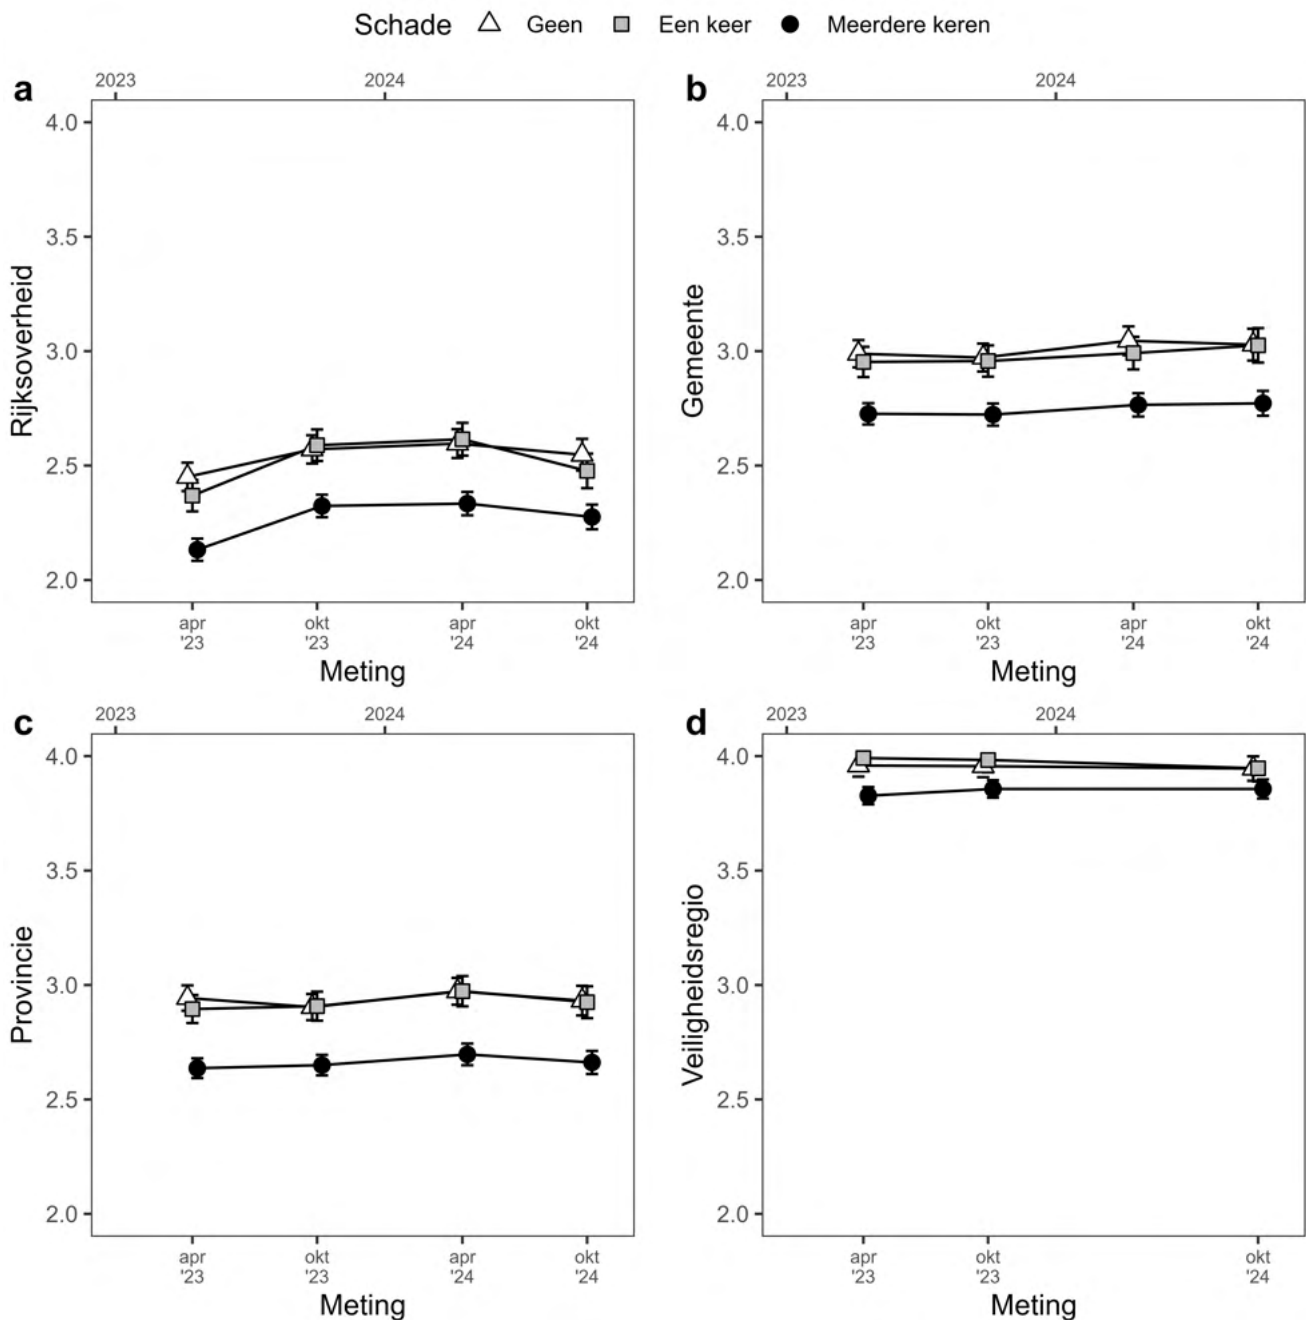 Schade Geen Een keer Meerdere keren
a
2023 2024
4.0
3.5
3.0
2.5
2.0
Rijksoverheid
apr '23
okt '23
apr '24
okt '24
Meting
b
2023 2024
4.0
3.5
3.0
2.5
2.0
Gemeente
apr '23
okt '23
apr '24
okt '24
Meting
c
2023 2024
4.0
3.5
3.0
2.5
2.0
Provincie
apr '23
okt '23
apr '24
okt '24
Meting
d
2023 2024
4.0
3.5
3.0
2.5
2.0
Veiligheidsregio
apr '23
okt '23
okt '24
Meting